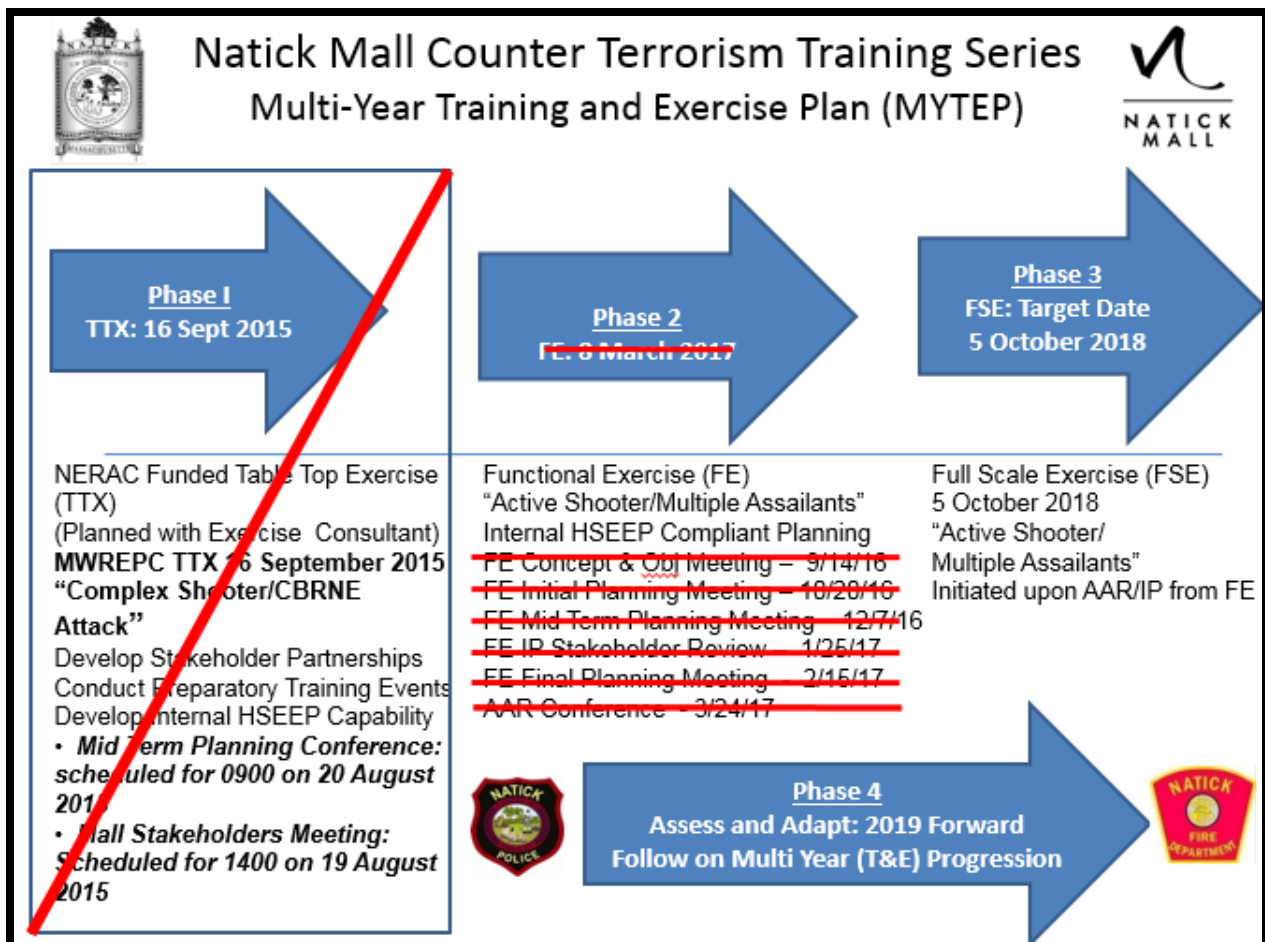 Natick Mall Counter Terrorism Training Series
Multi-Year Training and Exercise Plan (MYTEP)
NATICK
MASSACHUSETTS
NATICK
MALL
Phase I
TTX: 16 Sept 2015
Phase 2
FE: 8 March 2017
Phase 3
FSE: Target Date
5 October 2018
NERAC Funded Table Top Exercise
(TTX)
(Planned with Exercise Consultant)
MWREPC TTX 16 September 2015
“Complex Shooter/CBRNE
Attack”
Develop Stakeholder Partnerships
Conduct Preparatory Training Events
Develop Internal HSEEP Capability
• Mid Term Planning Conference:
scheduled for 0900 on 20 August
2015
• Mall Stakeholders Meeting:
Scheduled for 1400 on 19 August
2015
Functional Exercise (FE)
“Active Shooter/Multiple Assailants”
Internal HSEEP Compliant Planning
FE Concept & Obj Meeting – 9/14/16
FE Initial Planning Meeting – 10/20/16
FE Mid Term Planning Meeting 12/7/16
FE IP Stakeholder Review – 1/25/17
FE Final Planning Meeting - 2/15/17
AAR Conference - 3/24/17
Full Scale Exercise (FSE)
5 October 2018
“Active Shooter/
Multiple Assailants”
Initiated upon AAR/IP from FE
NATICK
POLICE
Phase 4
Assess and Adapt: 2019 Forward
Follow on Multi Year (T&E) Progression
NATICK
FIRE
DEPARTMENT